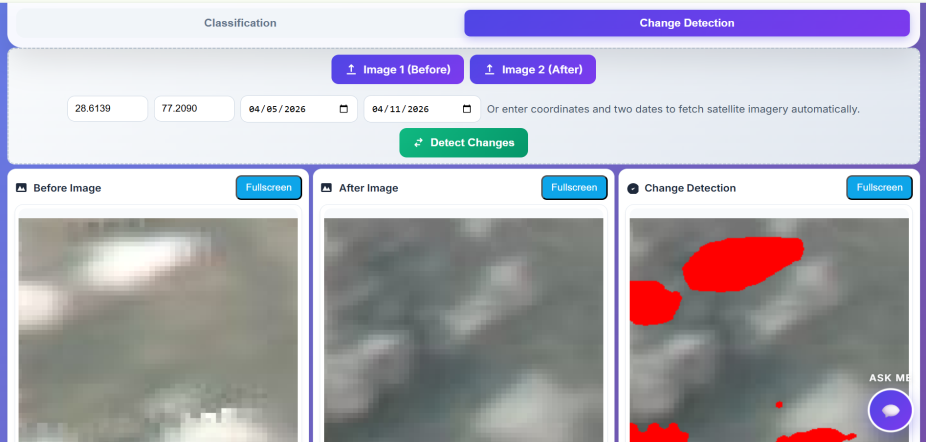 Classification
Change Detection
Image 1 (Before)
Image 2 (After)
28.6139
77.2090
04/05/2026
04/11/2026
Or enter coordinates and two dates to fetch satellite imagery automatically.
Detect Changes
Before Image
Fullscreen
After Image
Fullscreen
Change Detection
Fullscreen
ASK ME